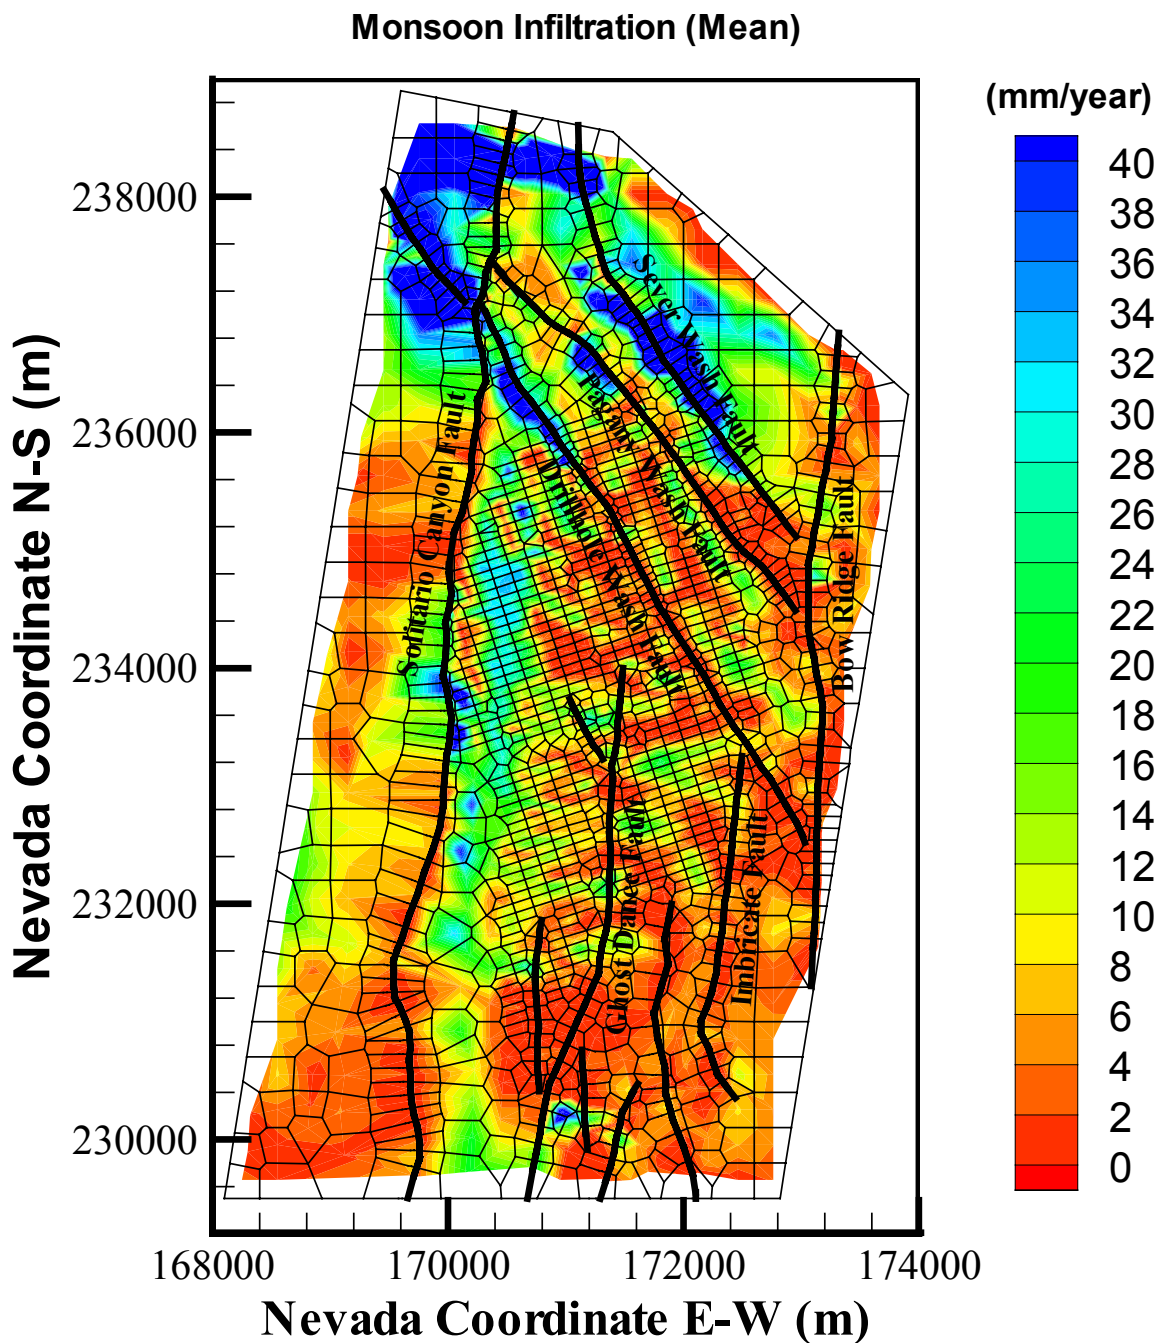 Monsoon Infiltration (Mean)
(mm/year)
40
38
36
34
32
30
28
26
24
22
20
18
16
14
12
10
8
6
4
2
0
Nevada Coordinate N-S (m)
238000
236000
234000
232000
230000
Sever Wash Fault
Pagany Wash Fault
Drillhole Wash Fault
Solitario Canyon Fault
Bow Ridge Fault
Ghost Dance Fault
Imbricate Fault
168000
170000
172000
174000
Nevada Coordinate E-W (m)